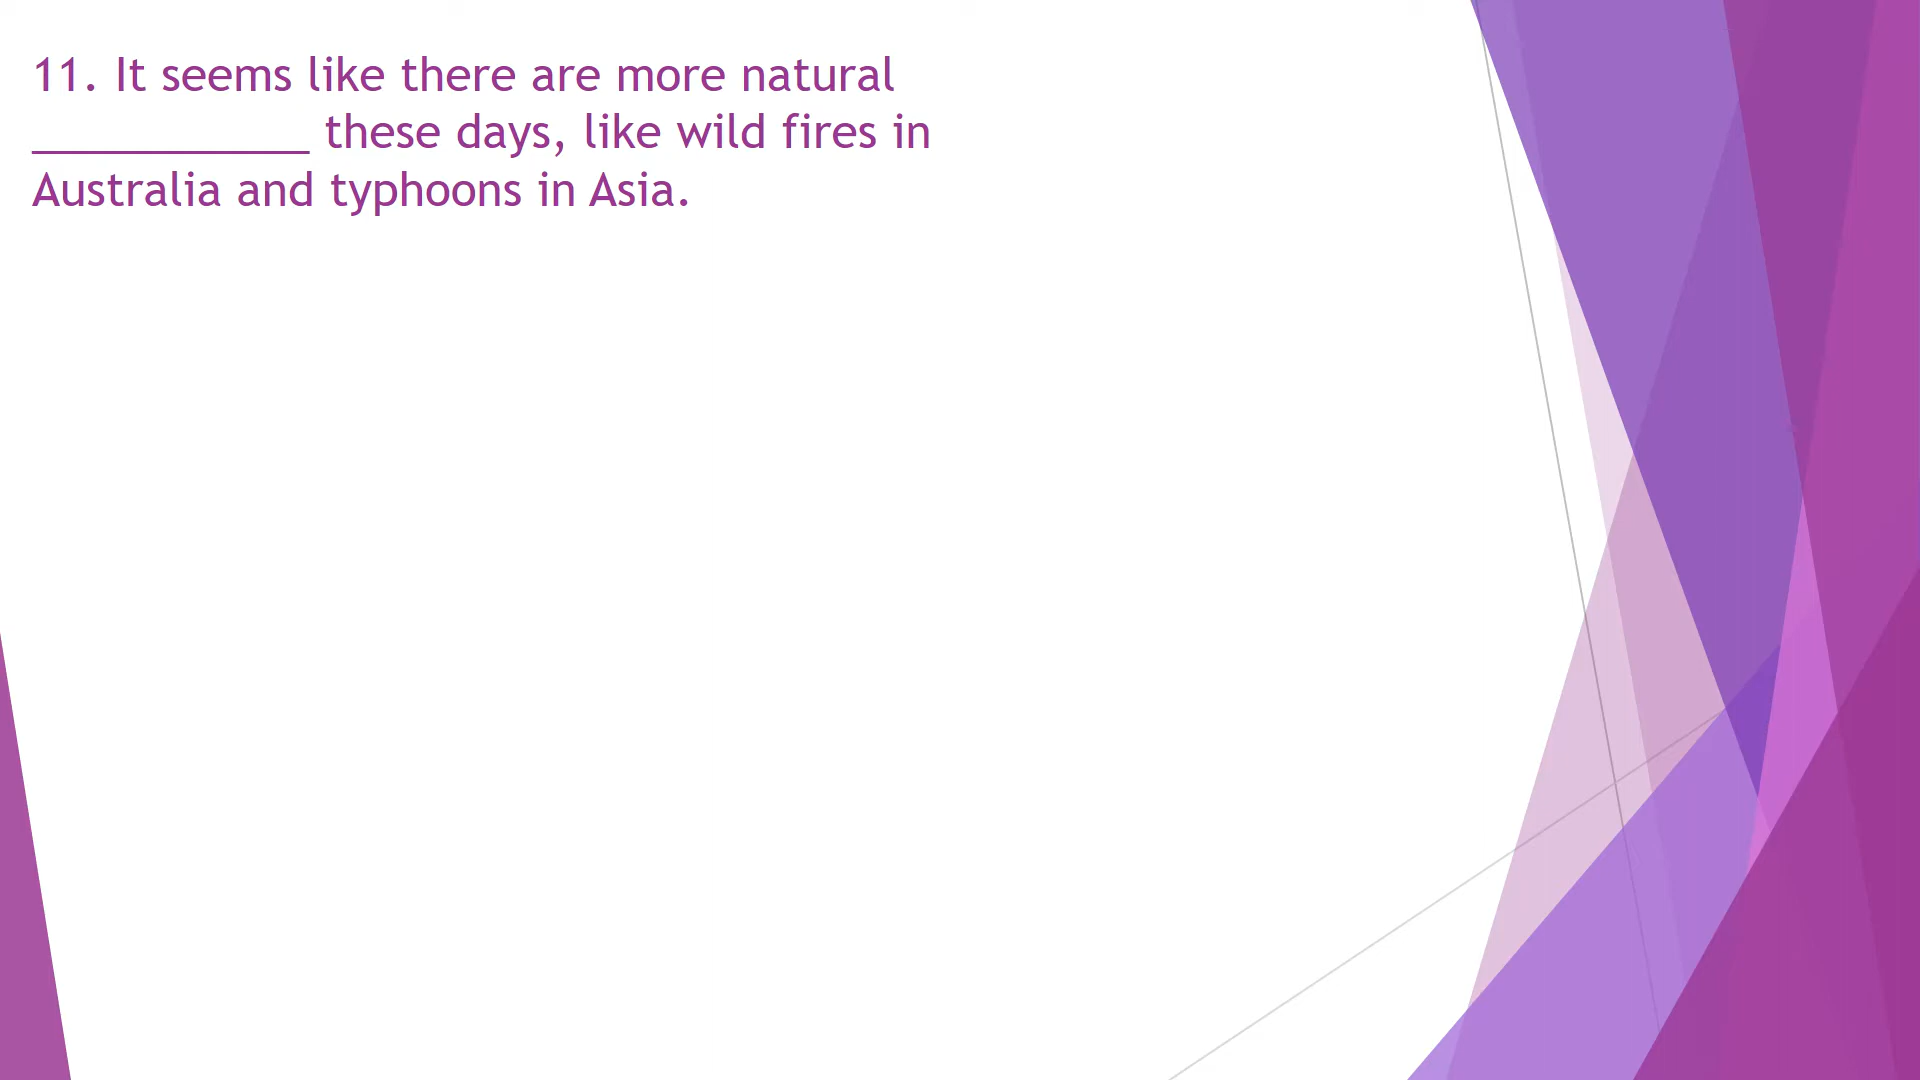 11. It seems like there are more natural
____________ these days, like wild fires in
Australia and typhoons in Asia.